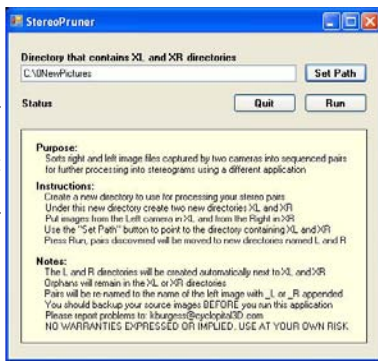 StereoPruner
Directory that contains XL and XR directories
C:\0NewPictures
Set Path
Status
Quit
Run
Purpose:
Sorts right and left image files captured by two cameras into sequenced pairs
for further processing into stereograms using a different application
Instructions:
Create a new directory to use for processing your stereo pairs
Under this new directory create two new directories XL and XR
Put images from the Left camera in XL and from the Right in XR
Use the "Set Path" button to point to the directory containing XL and XR
Press Run, pairs discovered will be moved to new directories named L and R
Notes:
The L and R directories will be created automatically next to XL and XR
Orphans will remain in the XL or XR directories
Pairs will be re-named to the name of the left image with _L or _R appended
You should backup your source images BEFORE you run this application
Please report problems to: kburgess@cyclopital3D.com
NO WARRANTIES EXPRESSED OR IMPLIED, USE AT YOUR OWN RISK